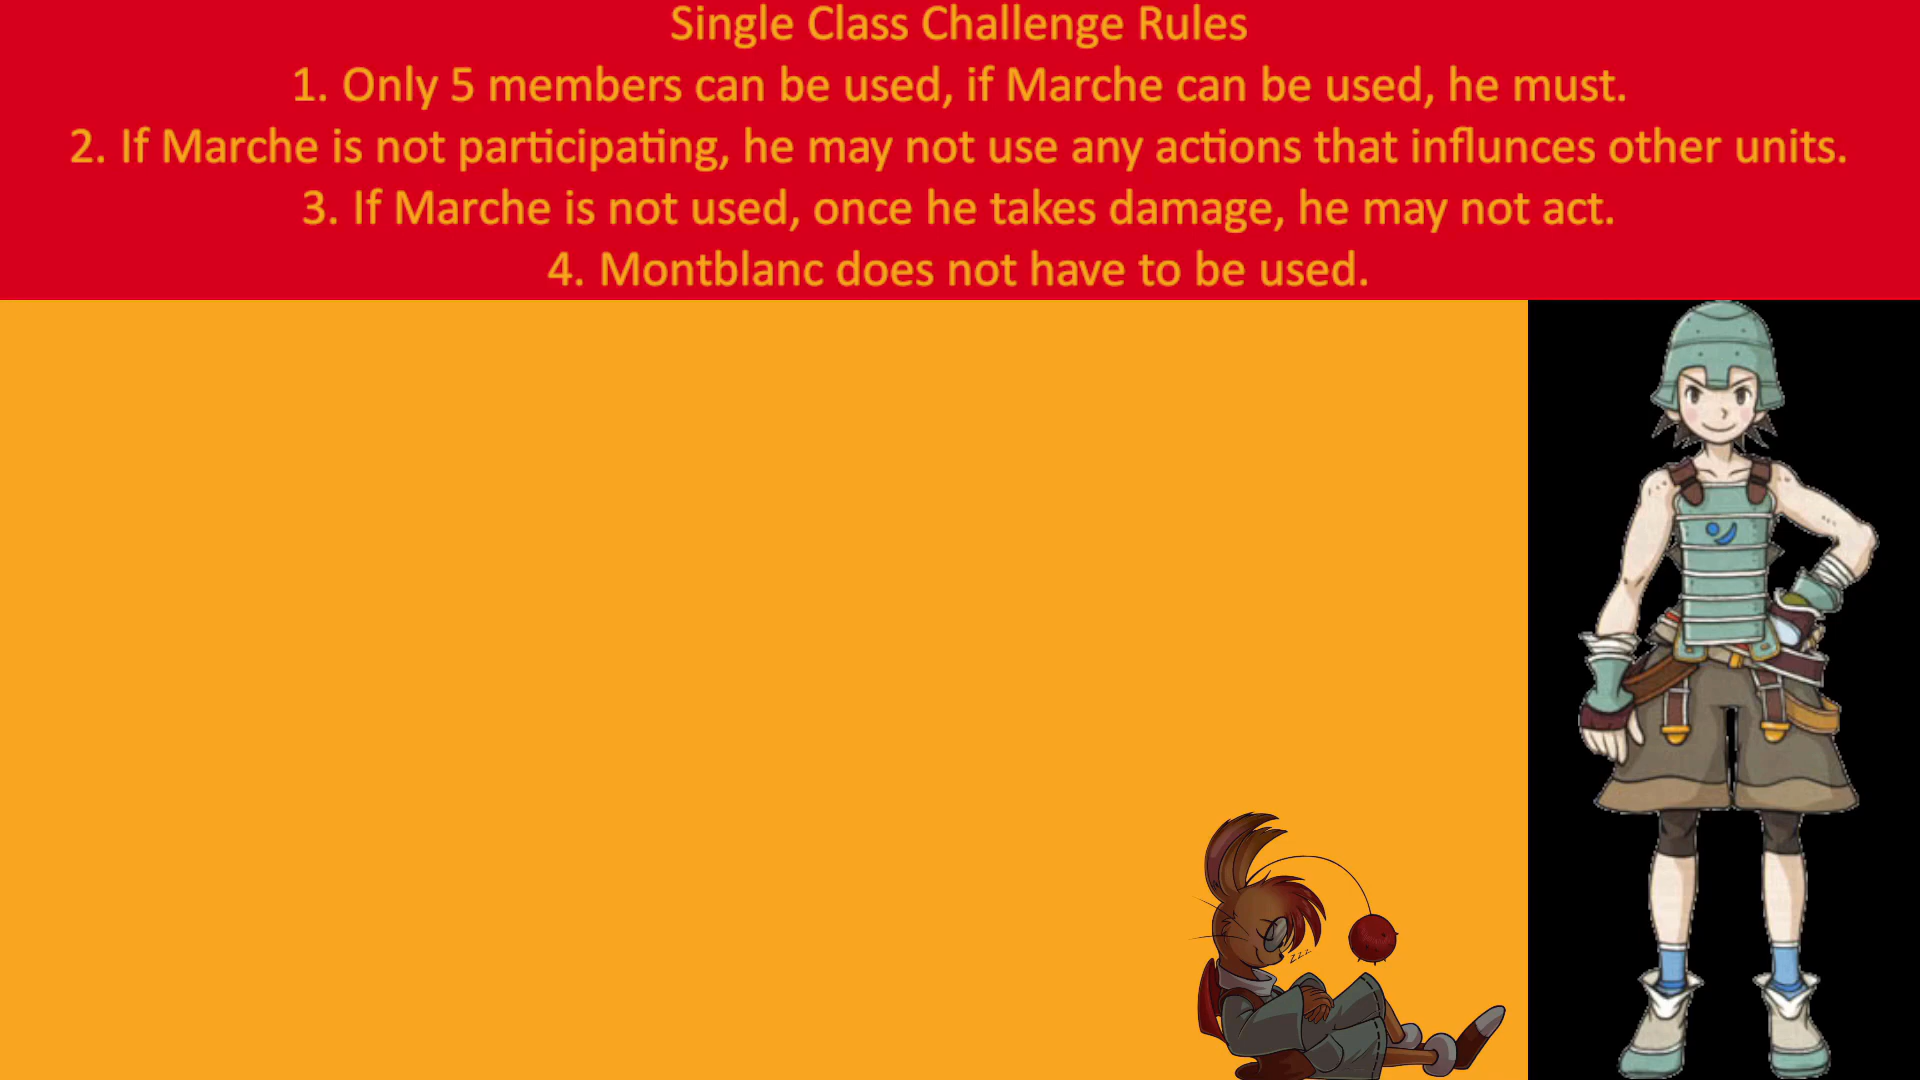 Single Class Challenge Rules
1. Only 5 members can be used, if Marche can be used, he must.
2. If Marche is not participating, he may not use any actions that influnces other units.
3. If Marche is not used, once he takes damage, he may not act.
4. Montblanc does not have to be used.
zzz